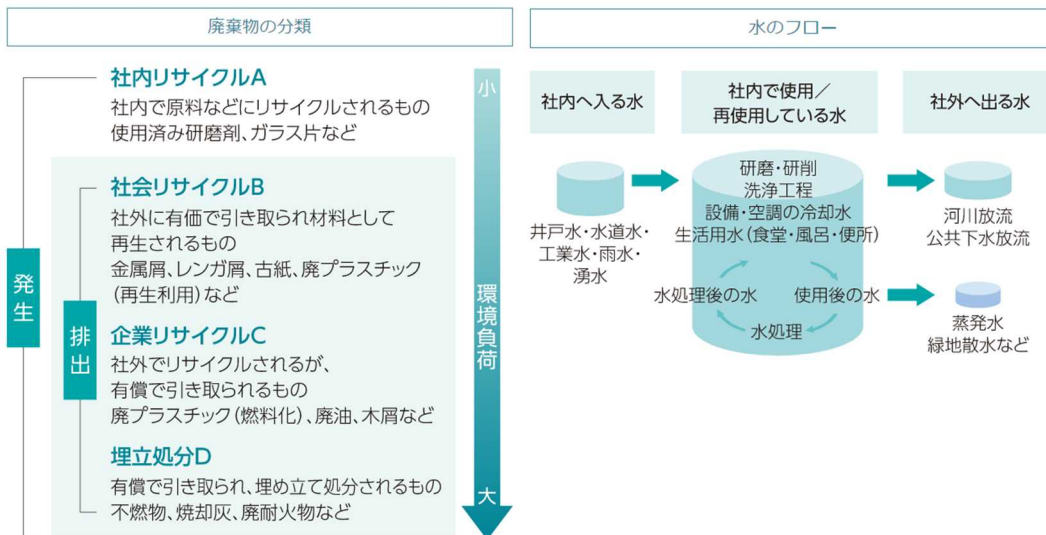 廃棄物の分類
社内リサイクルA
社内で原料などにリサイクルされるもの
使用済み研磨剤、ガラス片など
社会リサイクルB
社外に有価で引き取られ材料として
再生されるもの
金属屑、レンガ屑、古紙、廃プラスチック
(再生利用)など
企業リサイクルC
社外でリサイクルされるが、
有償で引き取られるもの
廃プラスチック(燃料化)、廃油、木屑など
埋立処分D
有償で引き取られ、埋め立て処分されるもの
不燃物、焼却灰、廃耐火物など
発生
排出
小
環境負荷
大
水のフロー
社内へ入る水
社内で使用／
再使用している水
社外へ出る水
井戸水・水道水・
工業水・雨水・
湧水
研磨・研削
洗浄工程
設備・空調の冷却水
生活用水(食堂・風呂・便所)
水処理後の水
使用後の水
水処理
河川放流
公共下水放流
蒸発水
緑地散水など